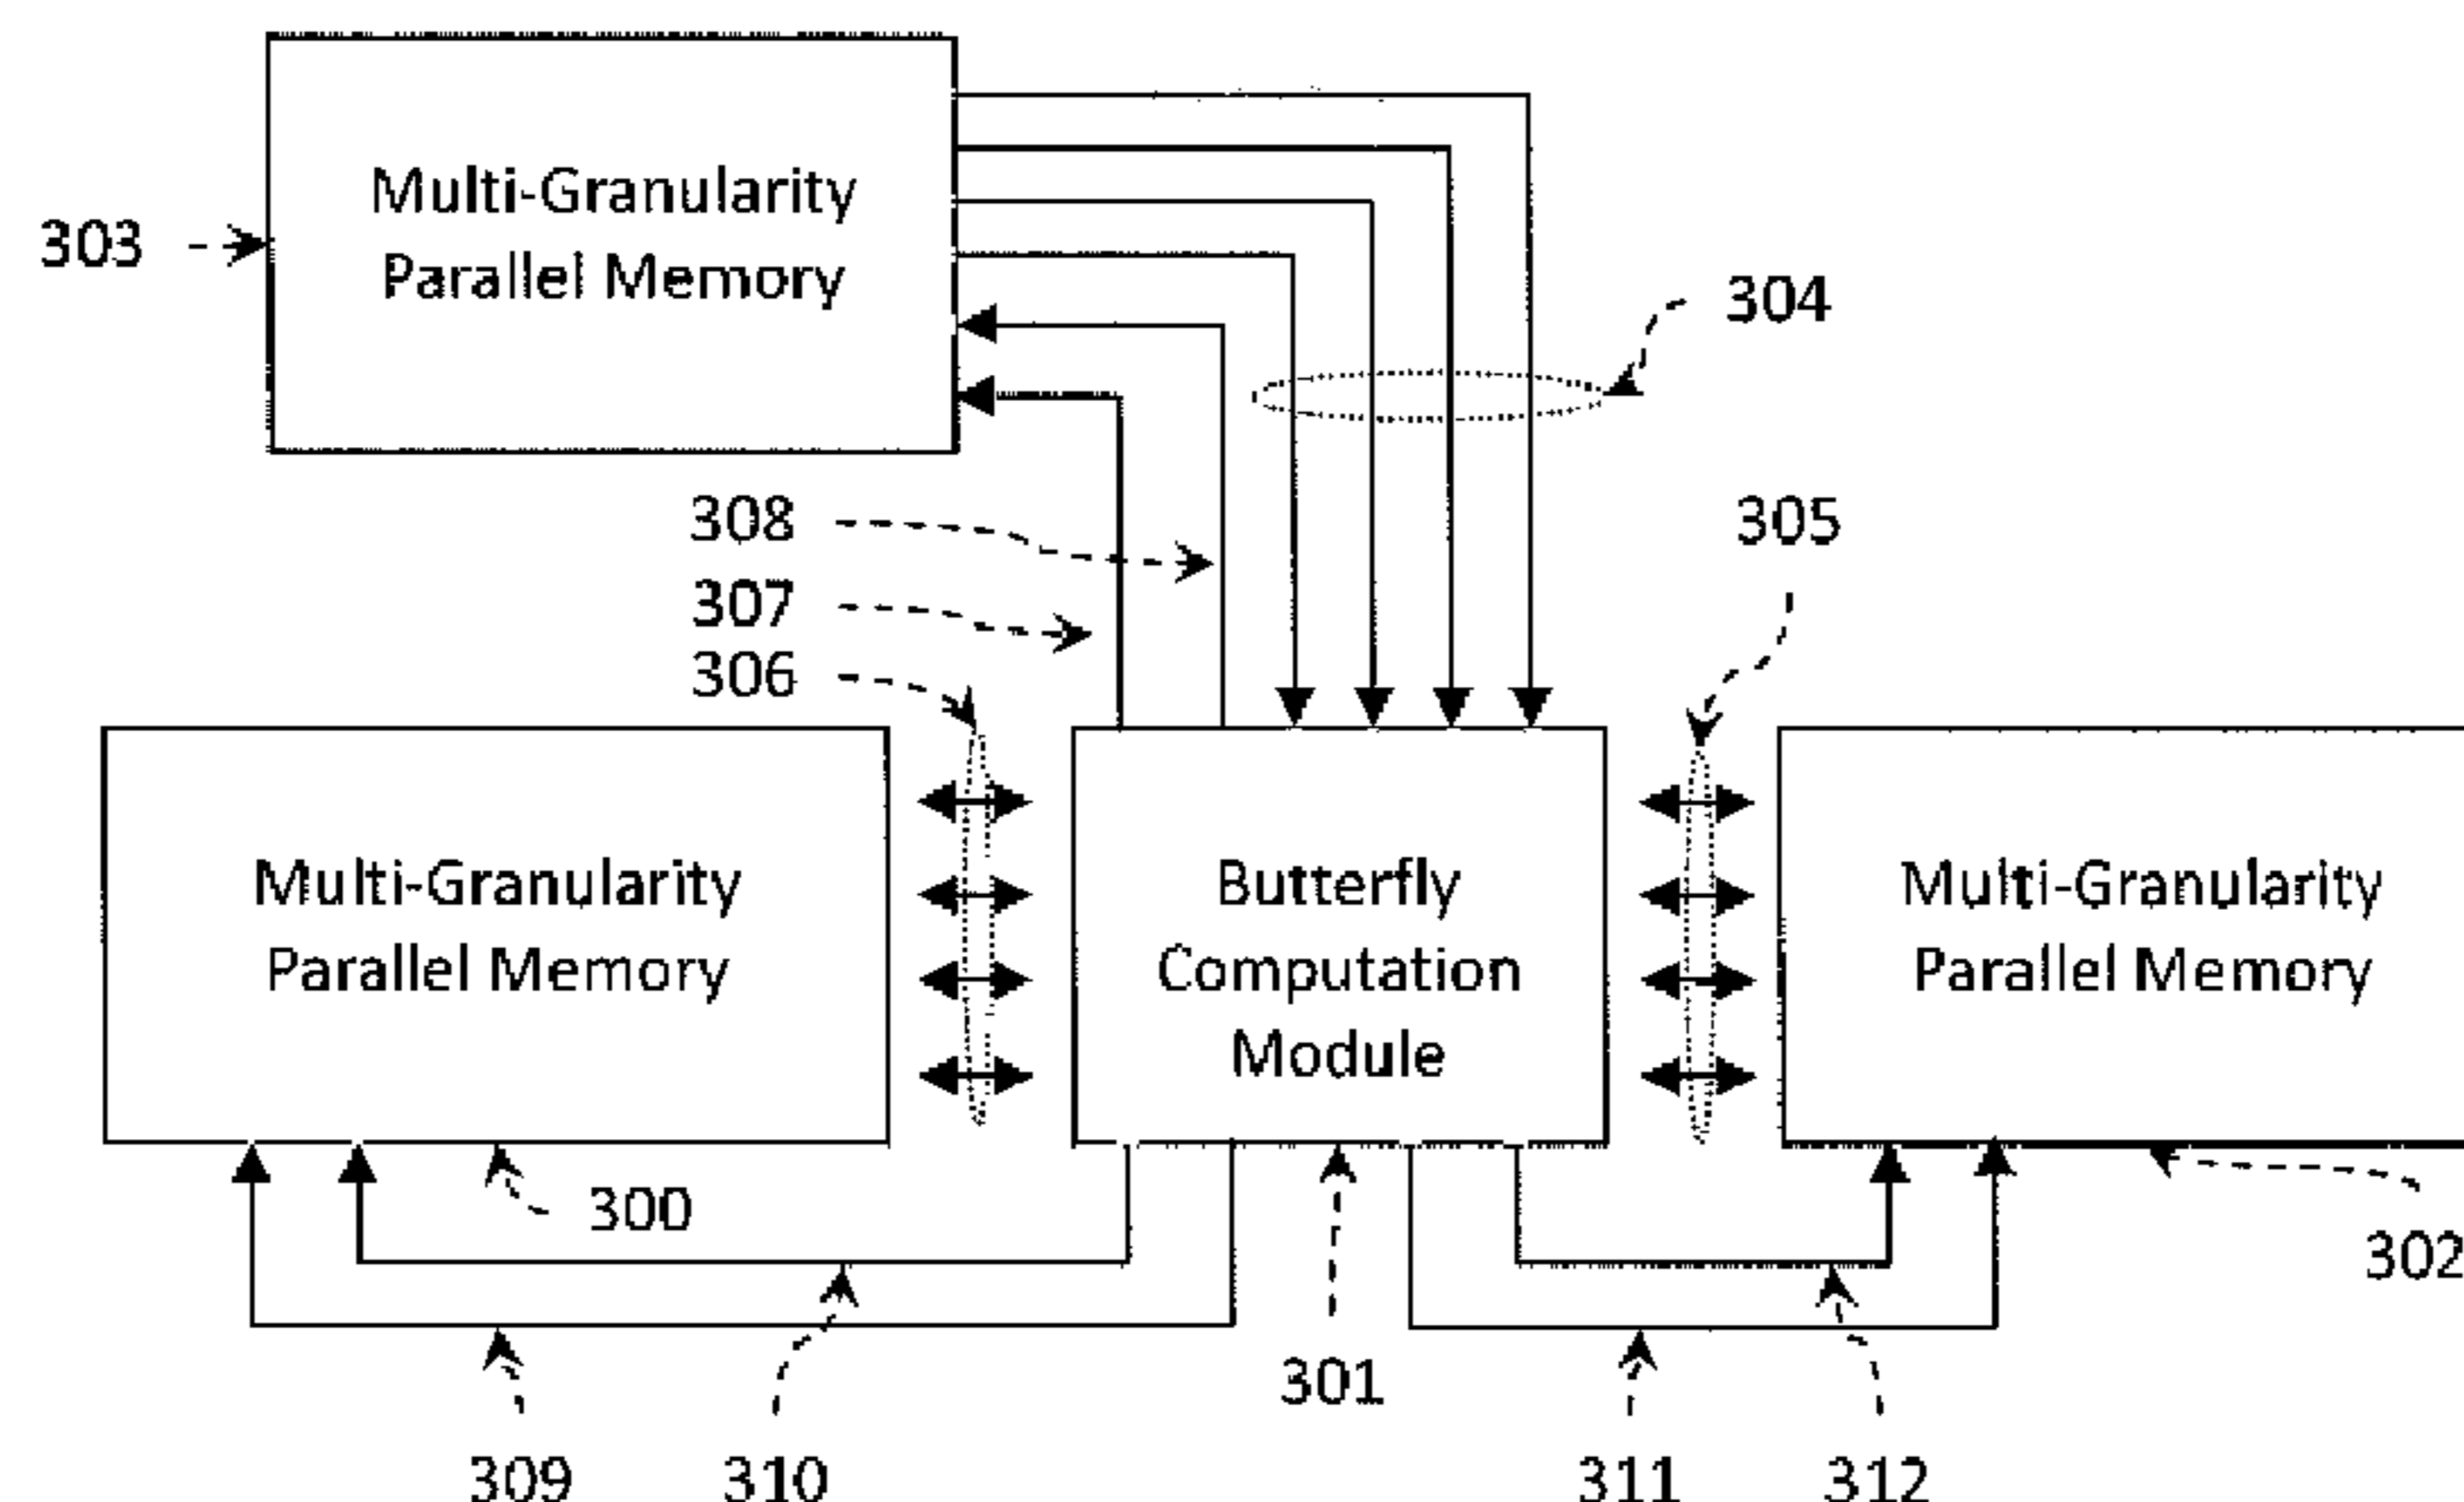 Multi-Granularity
Parallel Memory
303
304
308
305
307
306
Multi-Granularity
Parallel Memory
Butterfly
Computation
Module
Multi-Granularity
Parallel Memory
300
302
301
309
310
311
312